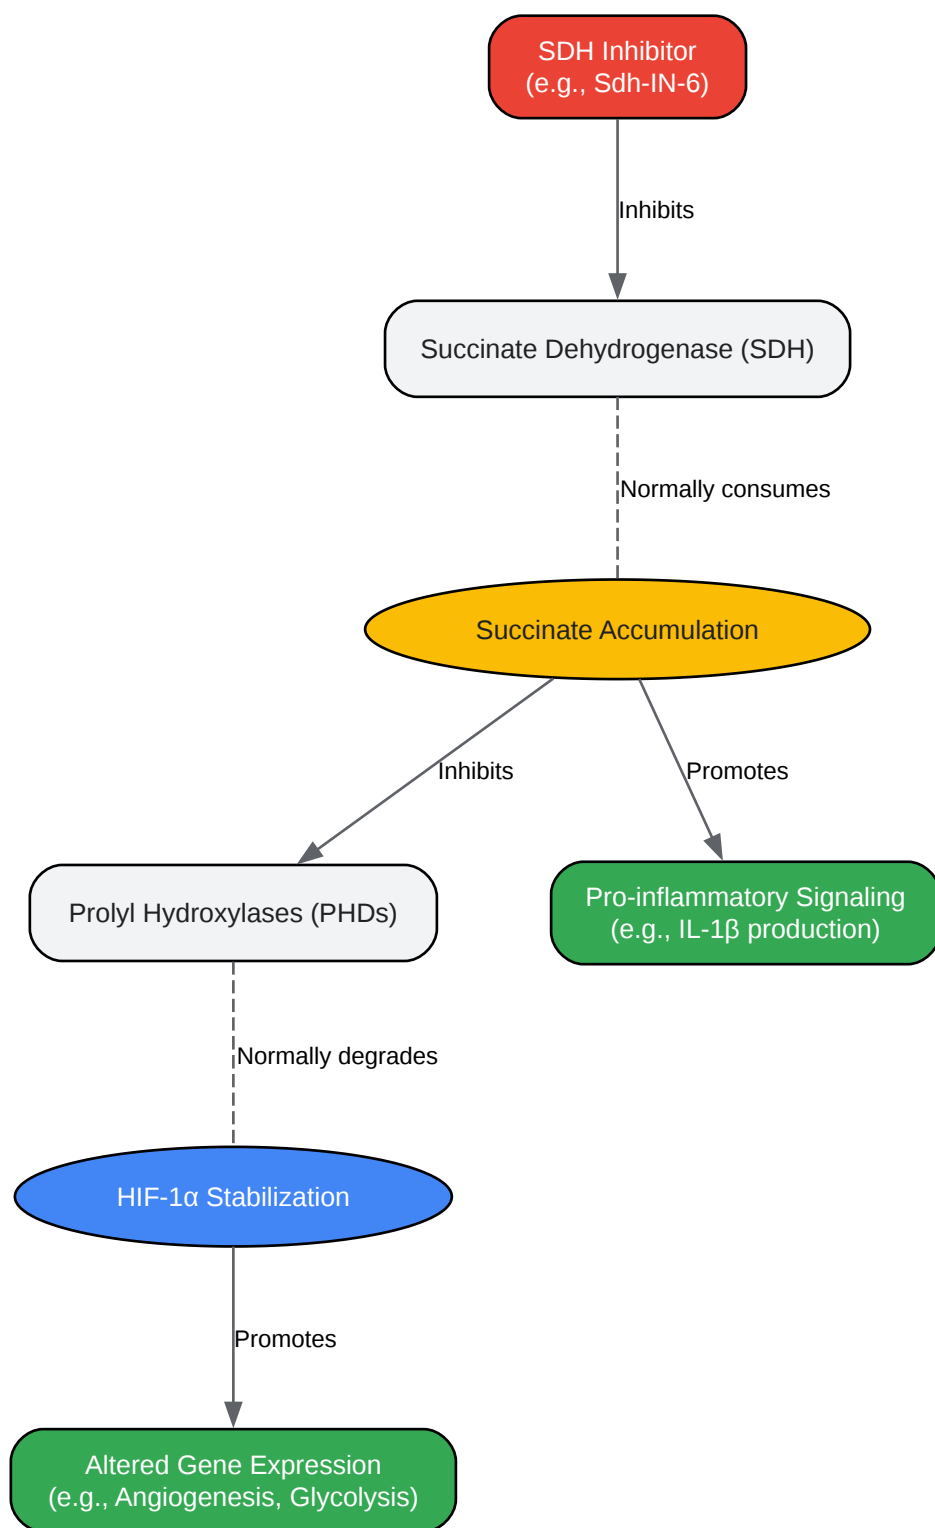 SDH Inhibitor
(e.g., Sdh-IN-6)
Inhibits
Succinate Dehydrogenase (SDH)
Normally consumes
Succinate Accumulation
Inhibits
Promotes
Prolyl Hydroxylases (PHDs)
Pro-inflammatory Signaling
(e.g., IL-1β production)
Normally degrades
HIF-1α Stabilization
Promotes
Altered Gene Expression
(e.g., Angiogenesis, Glycolysis)